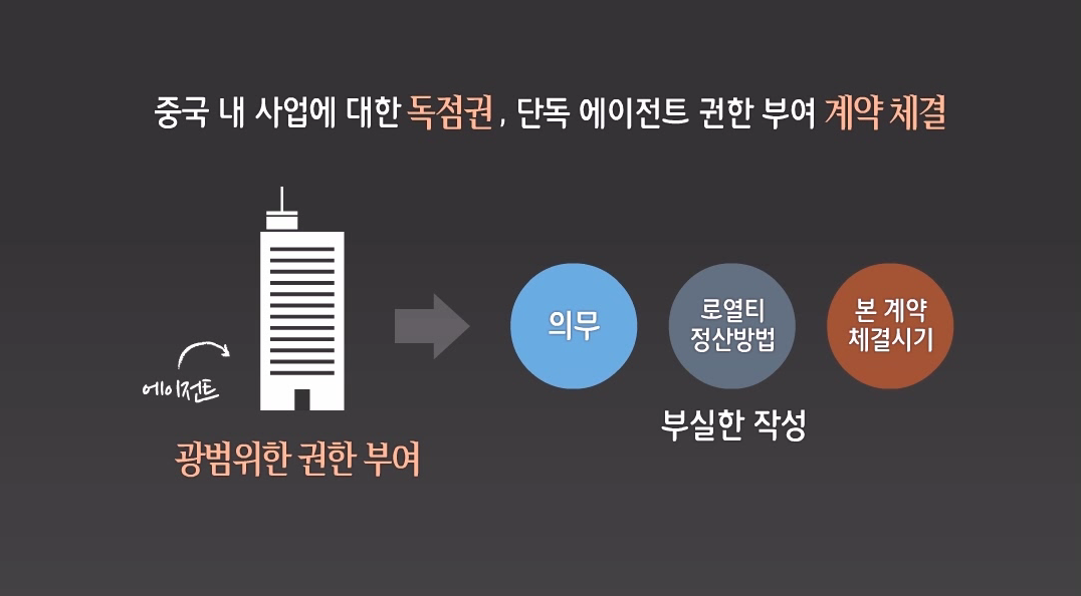 중국 내 사업에 대한 독점권, 단독 에이전트 권한 부여 계약 체결
에이전트
광범위한 권한 부여
의무
로열티
정산방법
본 계약
체결시기
부실한 작성